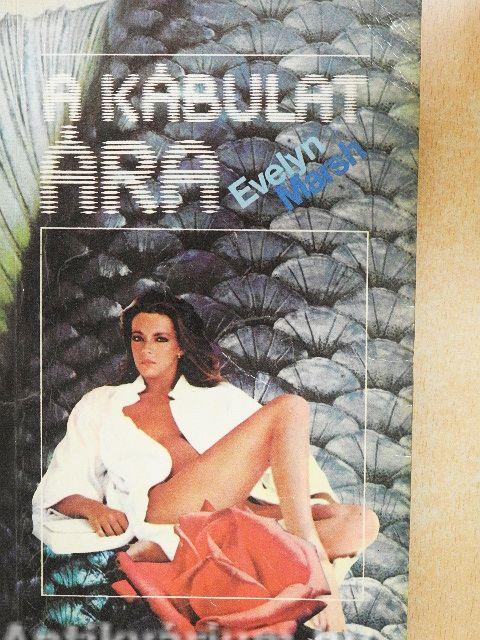 A KÁBULAT
ÁRA
Evelyn
Marsh